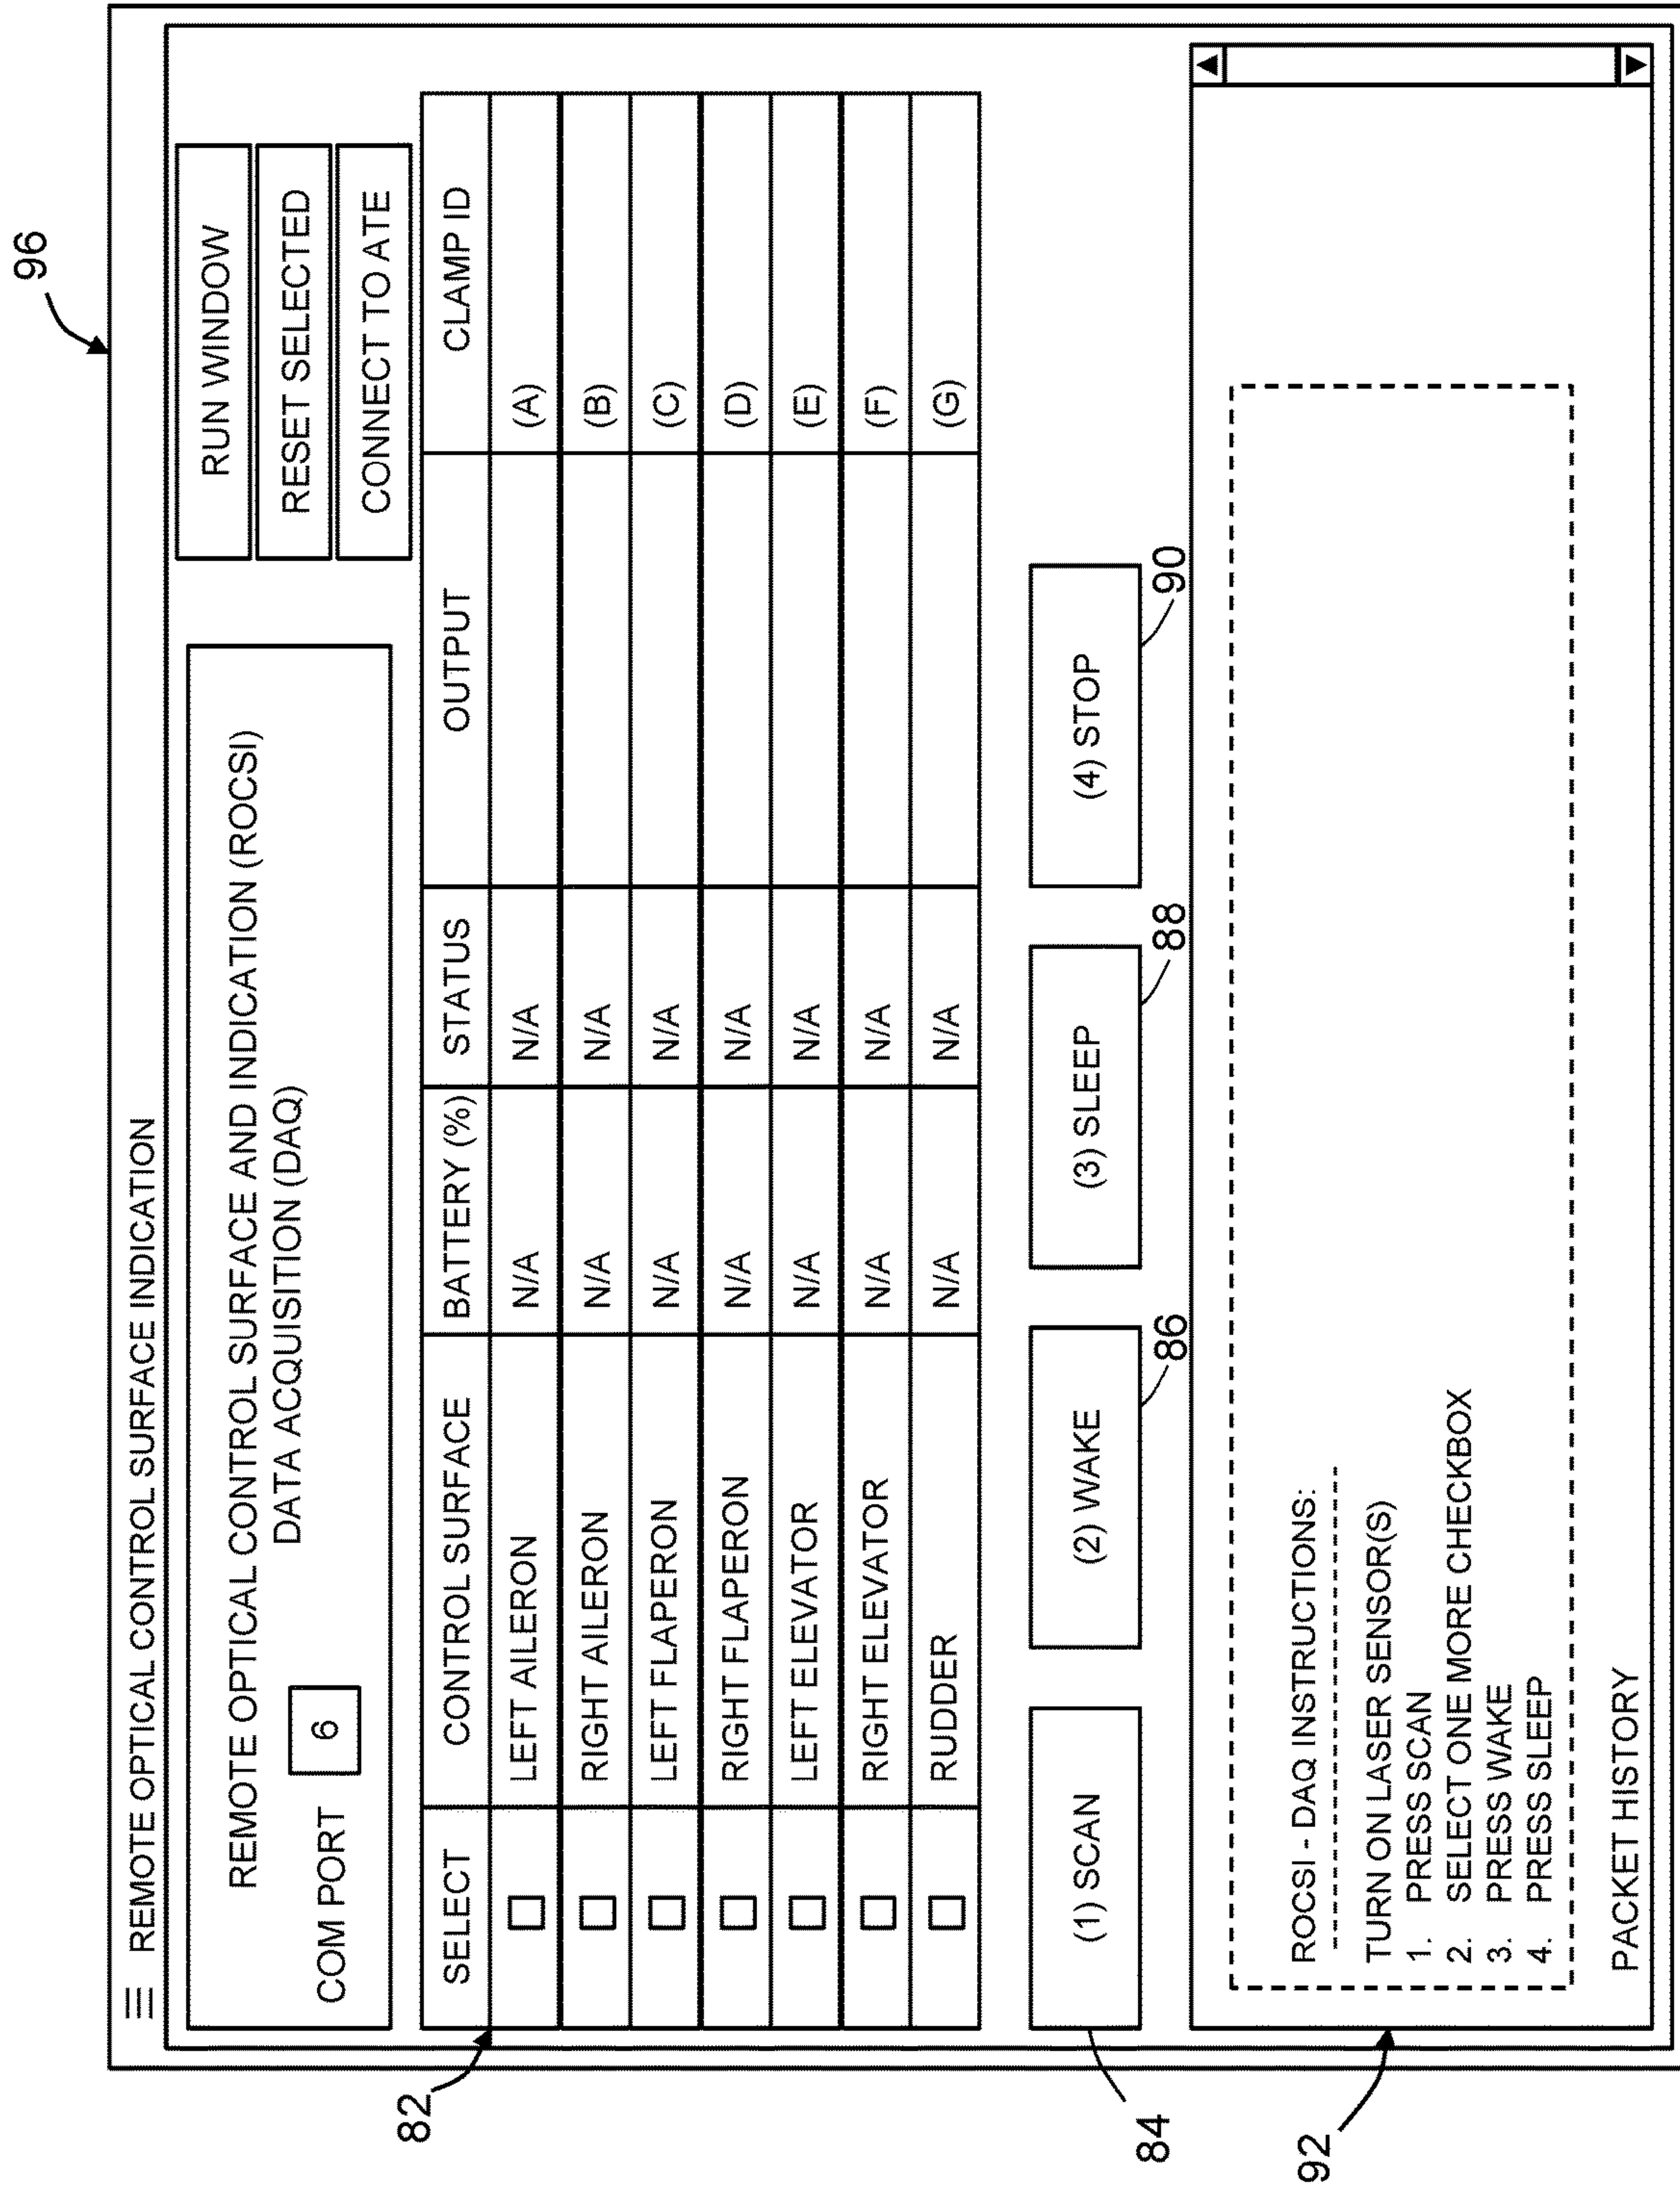 96
REMOTE OPTICAL CONTROL SURFACE INDICATION
REMOTE OPTICAL CONTROL SURFACE AND INDICATION (ROCSI)
DATA ACQUISITION (DAQ)
COM PORT 6
RUN WINDOW
RESET SELECTED
CONNECT TO ATE
82
SELECT CONTROL SURFACE BATTERY (%) STATUS OUTPUT CLAMP ID
LEFT AILERON N/A N/A (A)
RIGHT AILERON N/A N/A (B)
LEFT FLAPERON N/A N/A (C)
RIGHT FLAPERON N/A N/A (D)
LEFT ELEVATOR N/A N/A (E)
RIGHT ELEVATOR N/A N/A (F)
RUDDER N/A N/A (G)
(1) SCAN (2) WAKE (3) SLEEP (4) STOP
84 86 88 90
92
ROCSI - DAQ INSTRUCTIONS:
TURN ON LASER SENSOR(S)
1. PRESS SCAN
2. SELECT ONE MORE CHECKBOX
3. PRESS WAKE
4. PRESS SLEEP
PACKET HISTORY